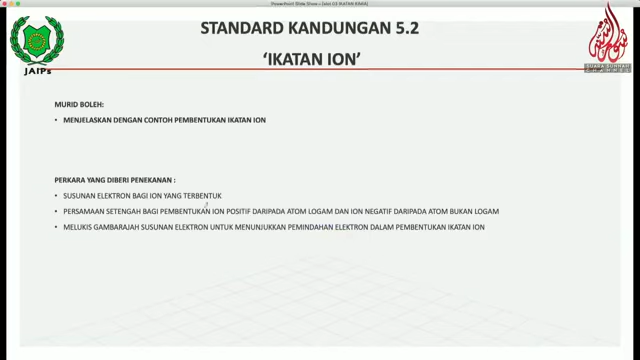 STANDARD KANDUNGAN 5.2
'IKATAN ION'
JAIPs
MURID BOLEH:
• MENJELASKAN DENGAN CONTOH PEMBENTUKAN IKATAN ION
PERKARA YANG DIBERI PENEKANAN :
• SUSUNAN ELEKTRON BAGI ION YANG TERBENTUK
• PERSAMAAN SETENGAH BAGI PEMBENTUKAN ION POSITIF DARIPADA ATOM LOGAM DAN ION NEGATIF DARIPADA ATOM BUKAN LOGAM
• MELUKIS GAMBARAJAH SUSUNAN ELEKTRON UNTUK MENUNJUKKAN PEMINDAHAN ELEKTRON DALAM PEMBENTUKAN IKATAN ION